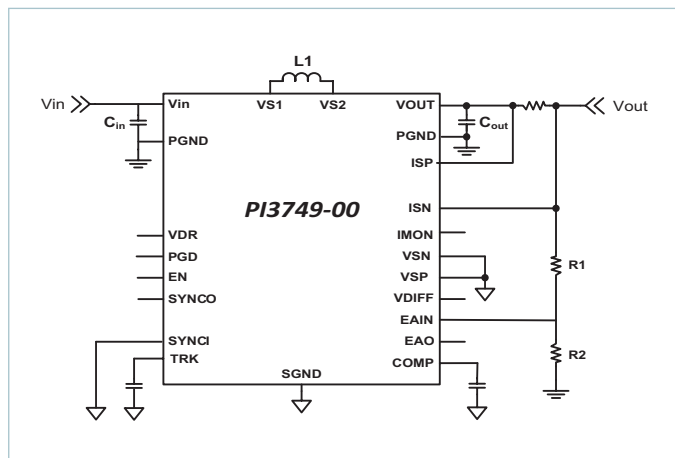 L1
Vin
Vin
VS1
VS2
VOUT
Vout
Cin
Cout
PGND
PGND
ISP
PI3749-00
ISN
VDR
IMON
PGD
VSN
EN
VSP
R1
SYNCO
VDIFF
EAIN
SYNCI
EAO
R2
TRK
COMP
SGND